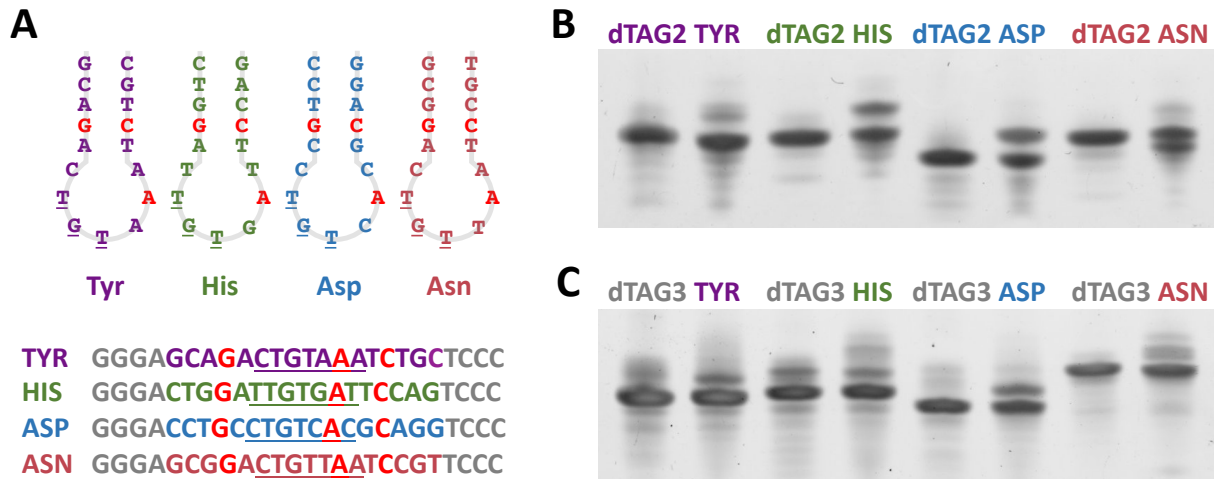 A
G C C G C G G T
C G T A C G C G
A T G C T A G C
G C G C G C G C
A T A T C G A T
C A T T C C C A
T A T A T A T A
G A G G G C G T
T T T T
Tyr His Asp Asn
TYR GGGAGCAGACTGTAAATCTGCTCCC
HIS GGGACTGGATTGTGATTCCAGTCCC
ASP GGGACCTGCCTGTCACGCAGGTCCC
ASN GGGAGCGGACTGTTAATCCGTTCCC
B
dTAG2 TYR dTAG2 HIS dTAG2 ASP dTAG2 ASN
C
dTAG3 TYR dTAG3 HIS dTAG3 ASP dTAG3 ASN